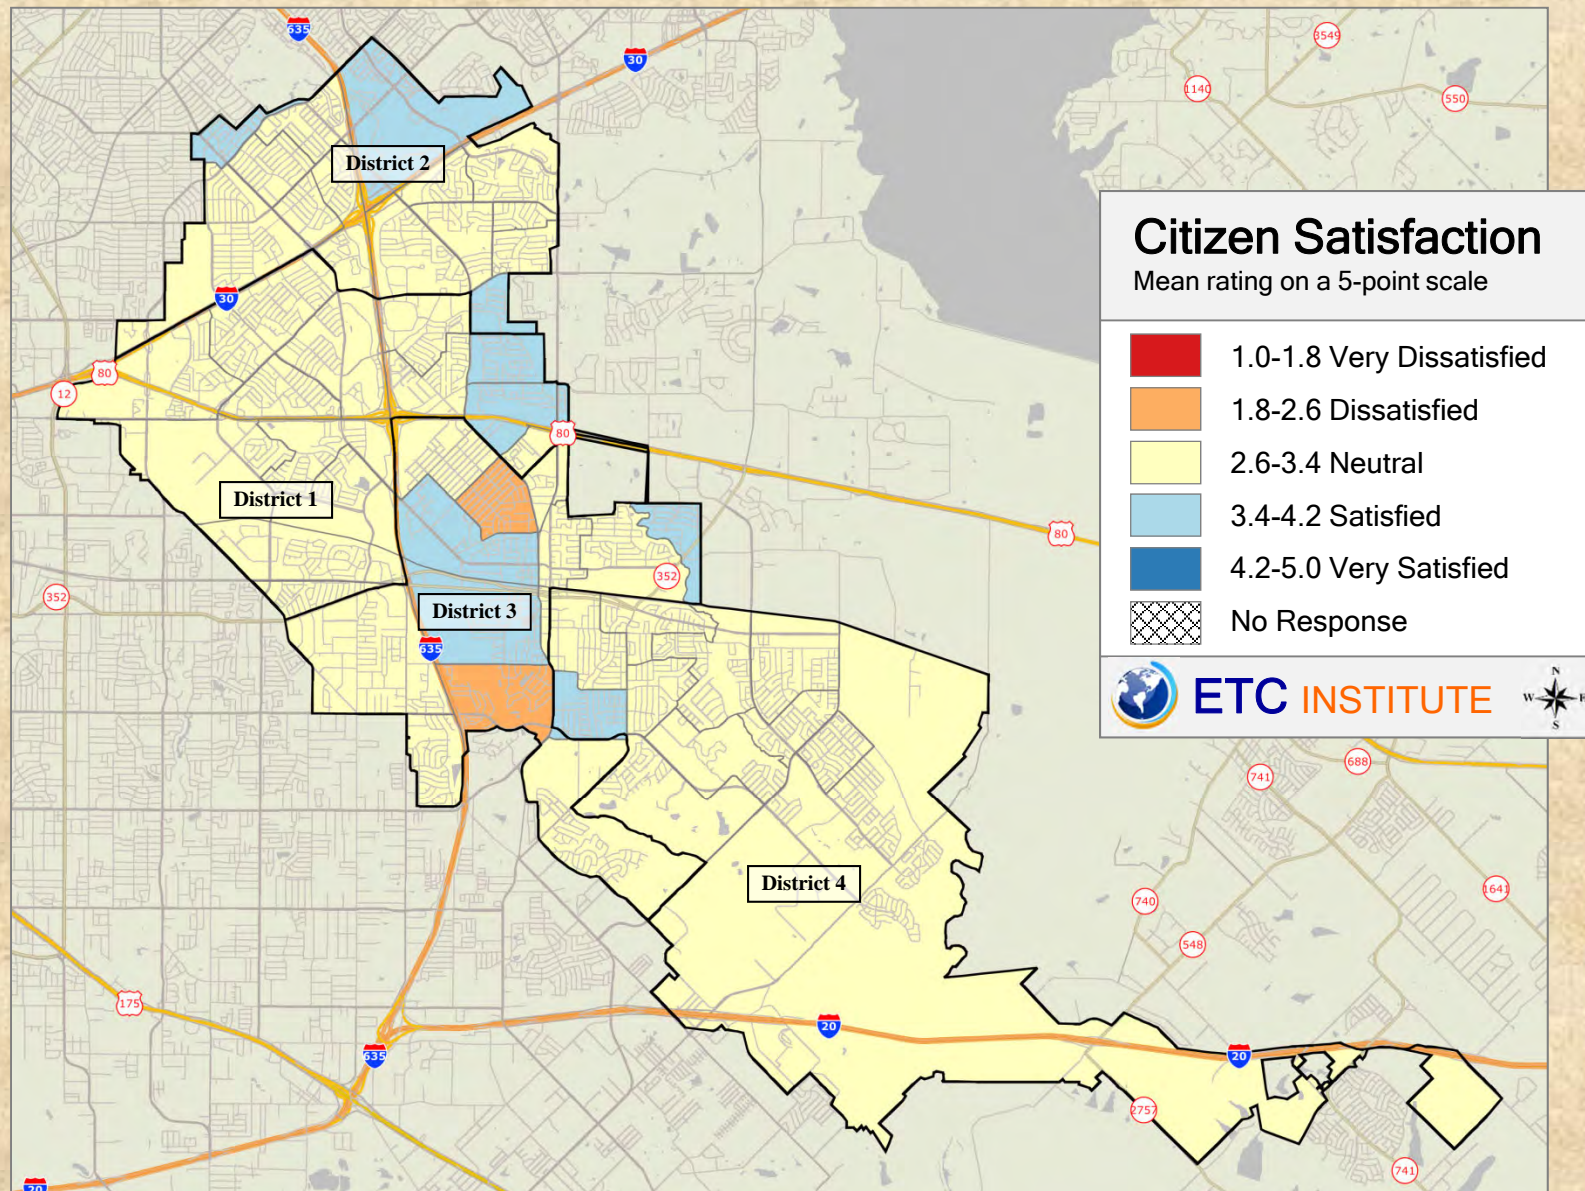 635
30
3549
1140
550
District 2
Citizen Satisfaction
Mean rating on a 5-point scale
30
1.0-1.8 Very Dissatisfied
80
12
1.8-2.6 Dissatisfied
80
2.6-3.4 Neutral
District 1
3.4-4.2 Satisfied
80
4.2-5.0 Very Satisfied
352
352
District 3
No Response
635
ETC INSTITUTE
N
W E
S
688
741
District 4
1641
740
548
175
20
635
20
2757
741
20